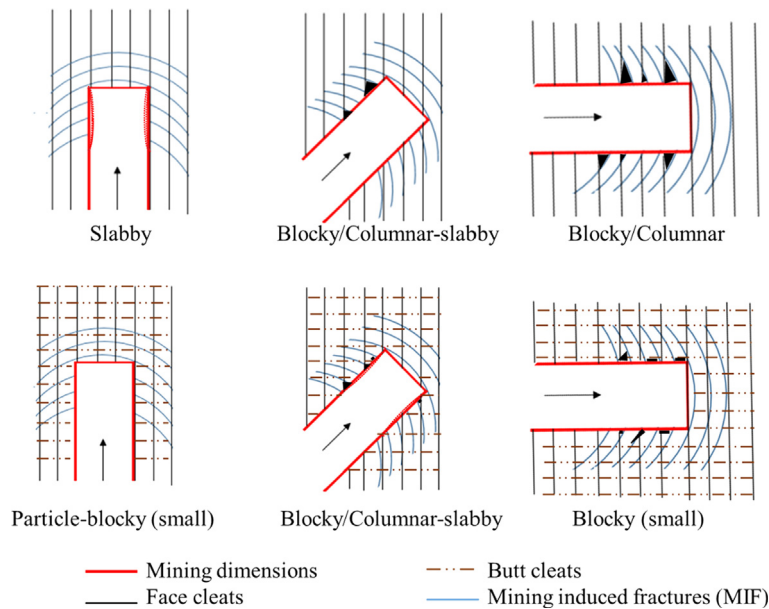 Slabby
Blocky/Columnar-slabby
Blocky/Columnar
Particle-blocky (small)
Blocky/Columnar-slabby
Blocky (small)
Mining dimensions
Butt cleats
Face cleats
Mining induced fractures (MIF)